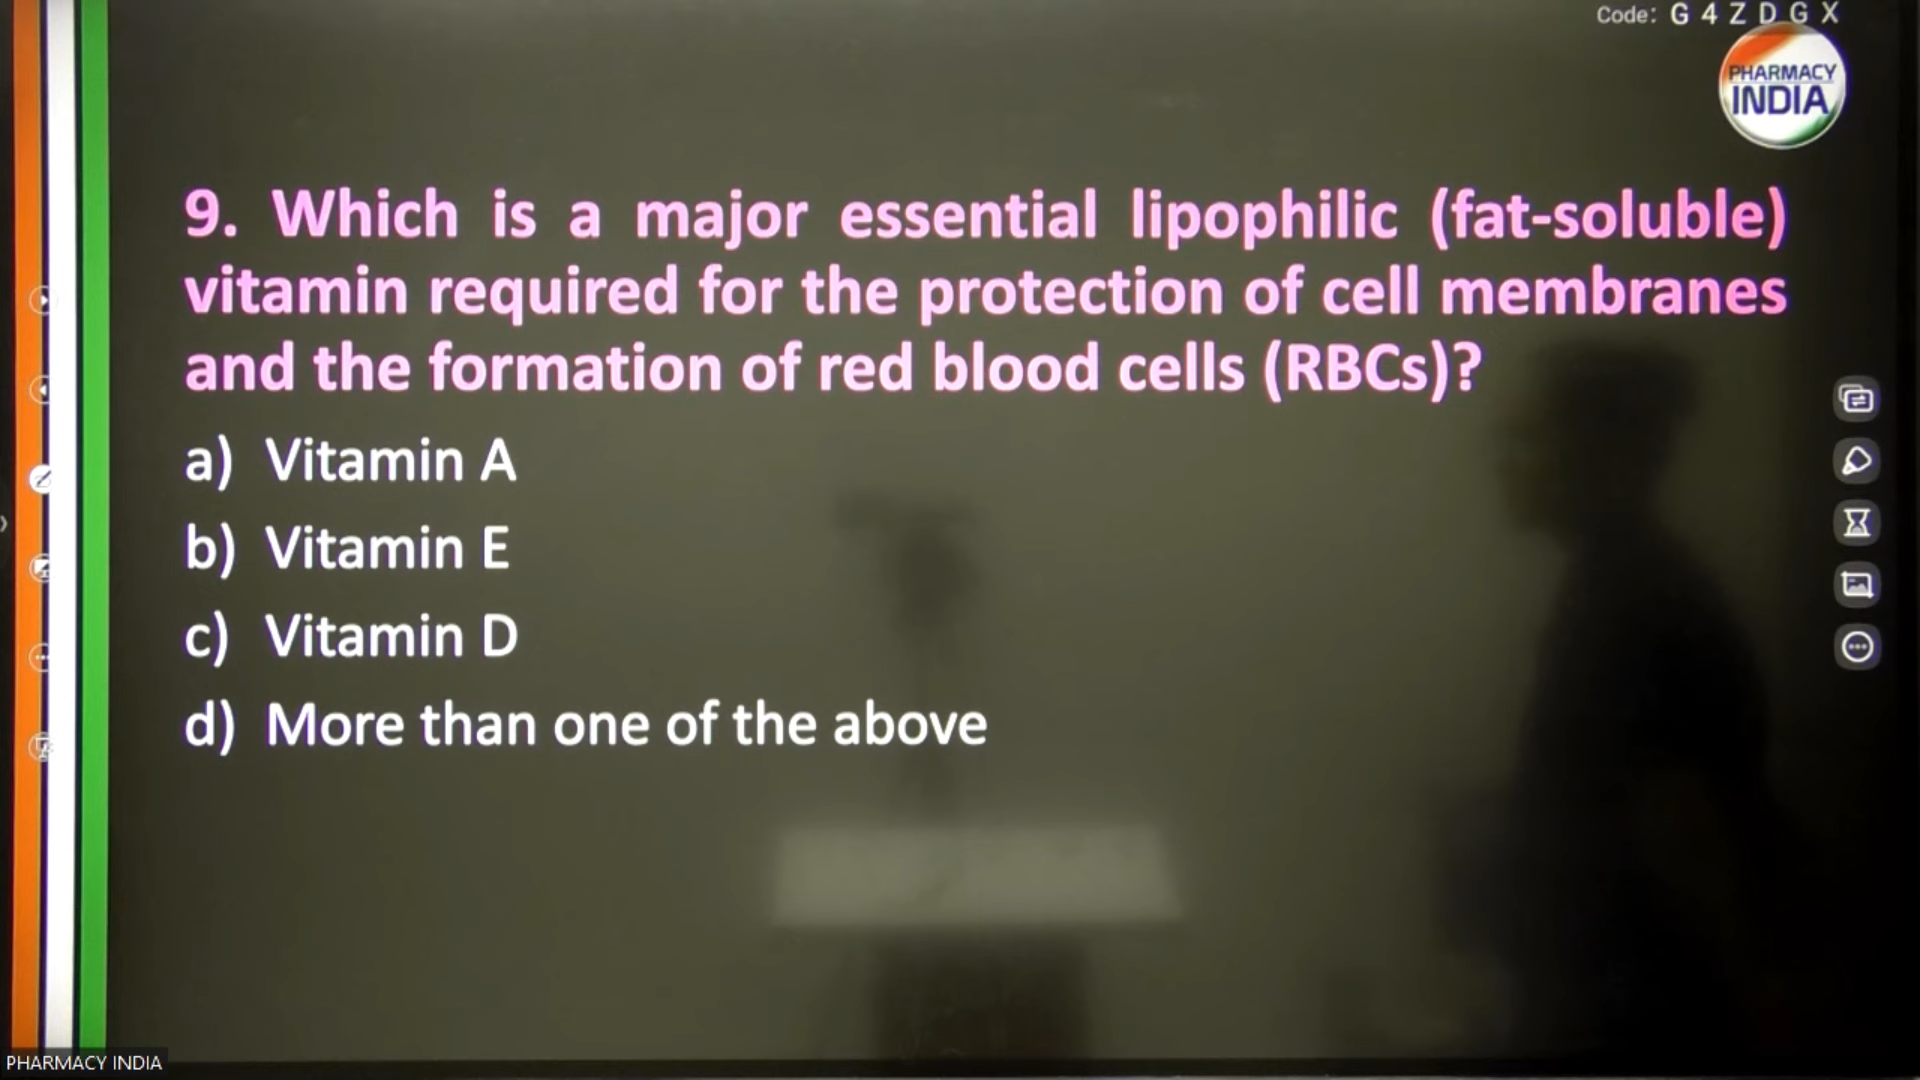 Code: G 4 Z D G X
PHARMACY
INDIA
9. Which is a major essential lipophilic (fat-soluble)
vitamin required for the protection of cell membranes
and the formation of red blood cells (RBCs)?
a) Vitamin A
b) Vitamin E
c) Vitamin D
d) More than one of the above
PHARMACY INDIA